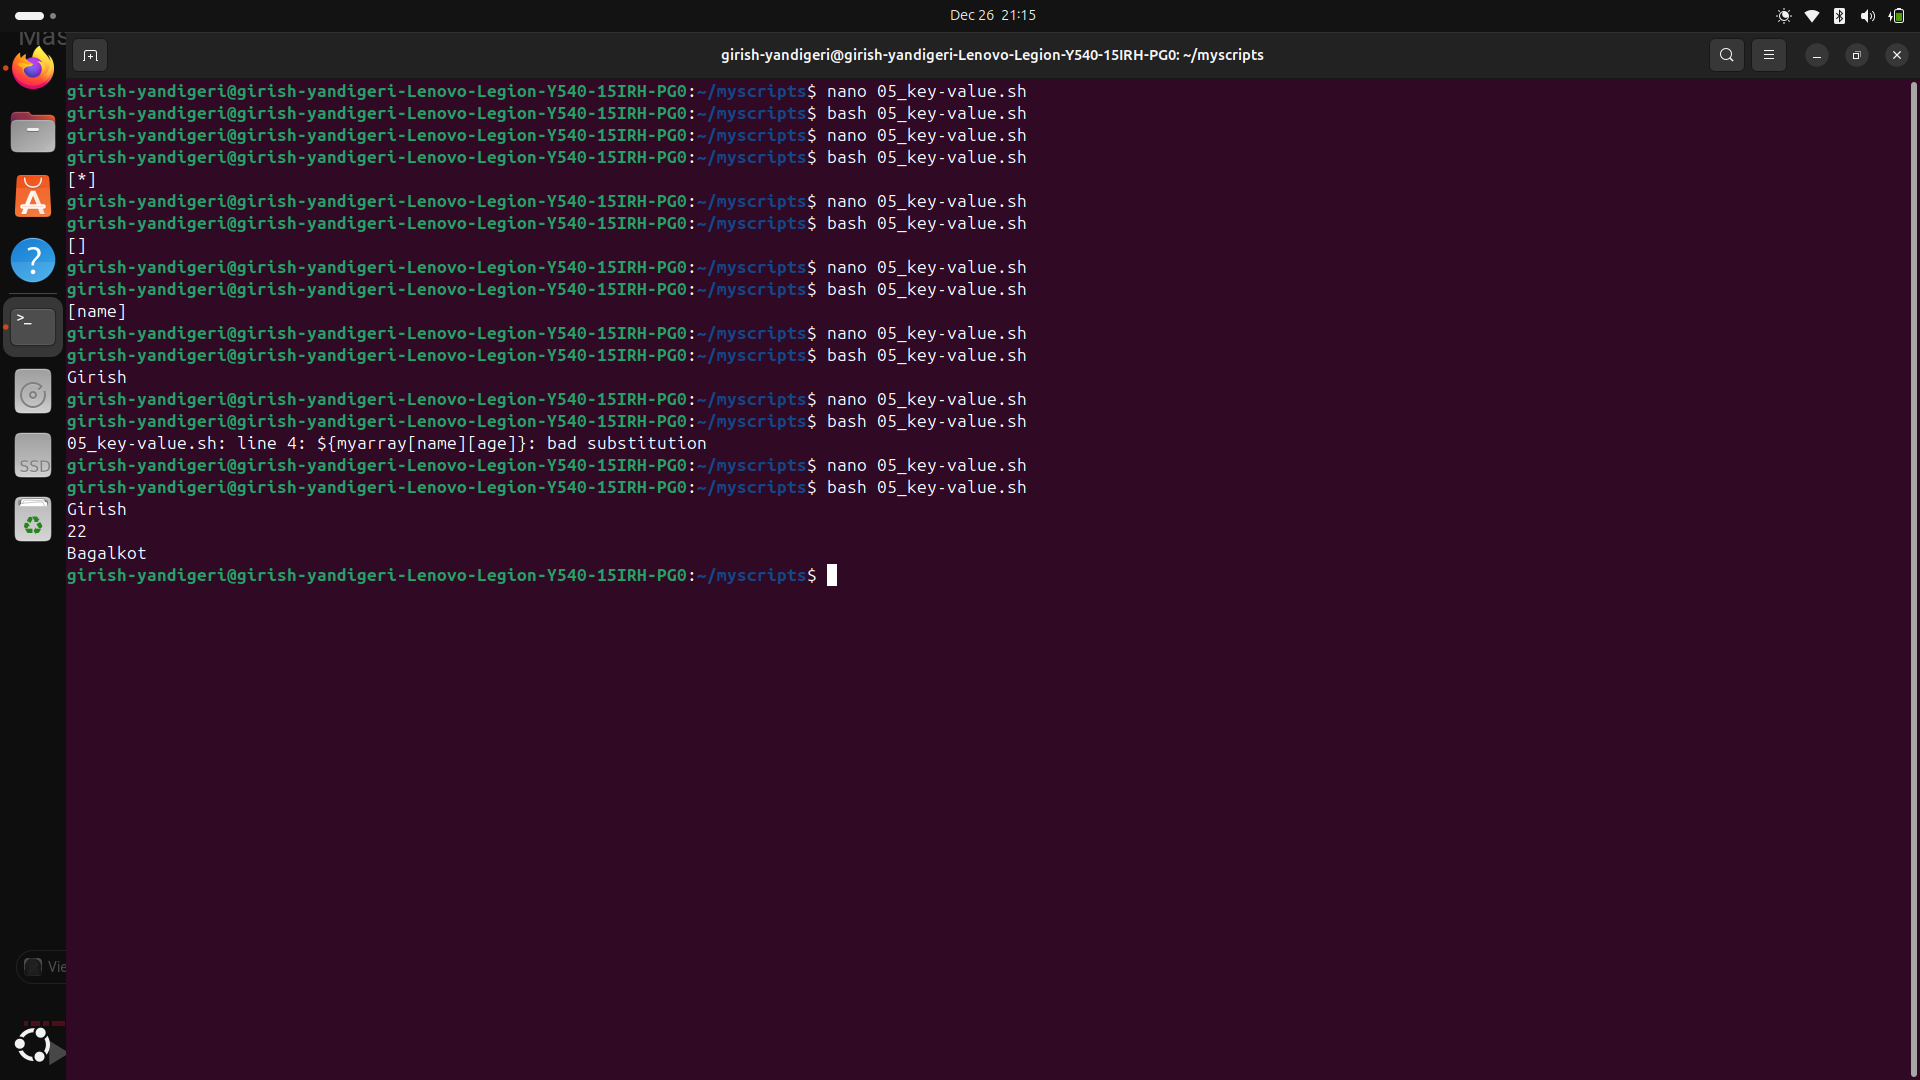 Dec 26 21:15
Mas
girish-yandigeri@girish-yandigeri-Lenovo-Legion-Y540-15IRH-PG0: ~/myscripts
girish-yandigeri@girish-yandigeri-Lenovo-Legion-Y540-15IRH-PG0:~/myscripts$ nano 05_key-value.sh
girish-yandigeri@girish-yandigeri-Lenovo-Legion-Y540-15IRH-PG0:~/myscripts$ bash 05_key-value.sh
girish-yandigeri@girish-yandigeri-Lenovo-Legion-Y540-15IRH-PG0:~/myscripts$ nano 05_key-value.sh
girish-yandigeri@girish-yandigeri-Lenovo-Legion-Y540-15IRH-PG0:~/myscripts$ bash 05_key-value.sh
[*]
girish-yandigeri@girish-yandigeri-Lenovo-Legion-Y540-15IRH-PG0:~/myscripts$ nano 05_key-value.sh
girish-yandigeri@girish-yandigeri-Lenovo-Legion-Y540-15IRH-PG0:~/myscripts$ bash 05_key-value.sh
[]
girish-yandigeri@girish-yandigeri-Lenovo-Legion-Y540-15IRH-PG0:~/myscripts$ nano 05_key-value.sh
girish-yandigeri@girish-yandigeri-Lenovo-Legion-Y540-15IRH-PG0:~/myscripts$ bash 05_key-value.sh
[name]
girish-yandigeri@girish-yandigeri-Lenovo-Legion-Y540-15IRH-PG0:~/myscripts$ nano 05_key-value.sh
girish-yandigeri@girish-yandigeri-Lenovo-Legion-Y540-15IRH-PG0:~/myscripts$ bash 05_key-value.sh
Girish
girish-yandigeri@girish-yandigeri-Lenovo-Legion-Y540-15IRH-PG0:~/myscripts$ nano 05_key-value.sh
girish-yandigeri@girish-yandigeri-Lenovo-Legion-Y540-15IRH-PG0:~/myscripts$ bash 05_key-value.sh
05_key-value.sh: line 4: ${myarray[name][age]}: bad substitution
girish-yandigeri@girish-yandigeri-Lenovo-Legion-Y540-15IRH-PG0:~/myscripts$ nano 05_key-value.sh
girish-yandigeri@girish-yandigeri-Lenovo-Legion-Y540-15IRH-PG0:~/myscripts$ bash 05_key-value.sh
Girish
22
Bagalkot
girish-yandigeri@girish-yandigeri-Lenovo-Legion-Y540-15IRH-PG0:~/myscripts$
SSD
Vie